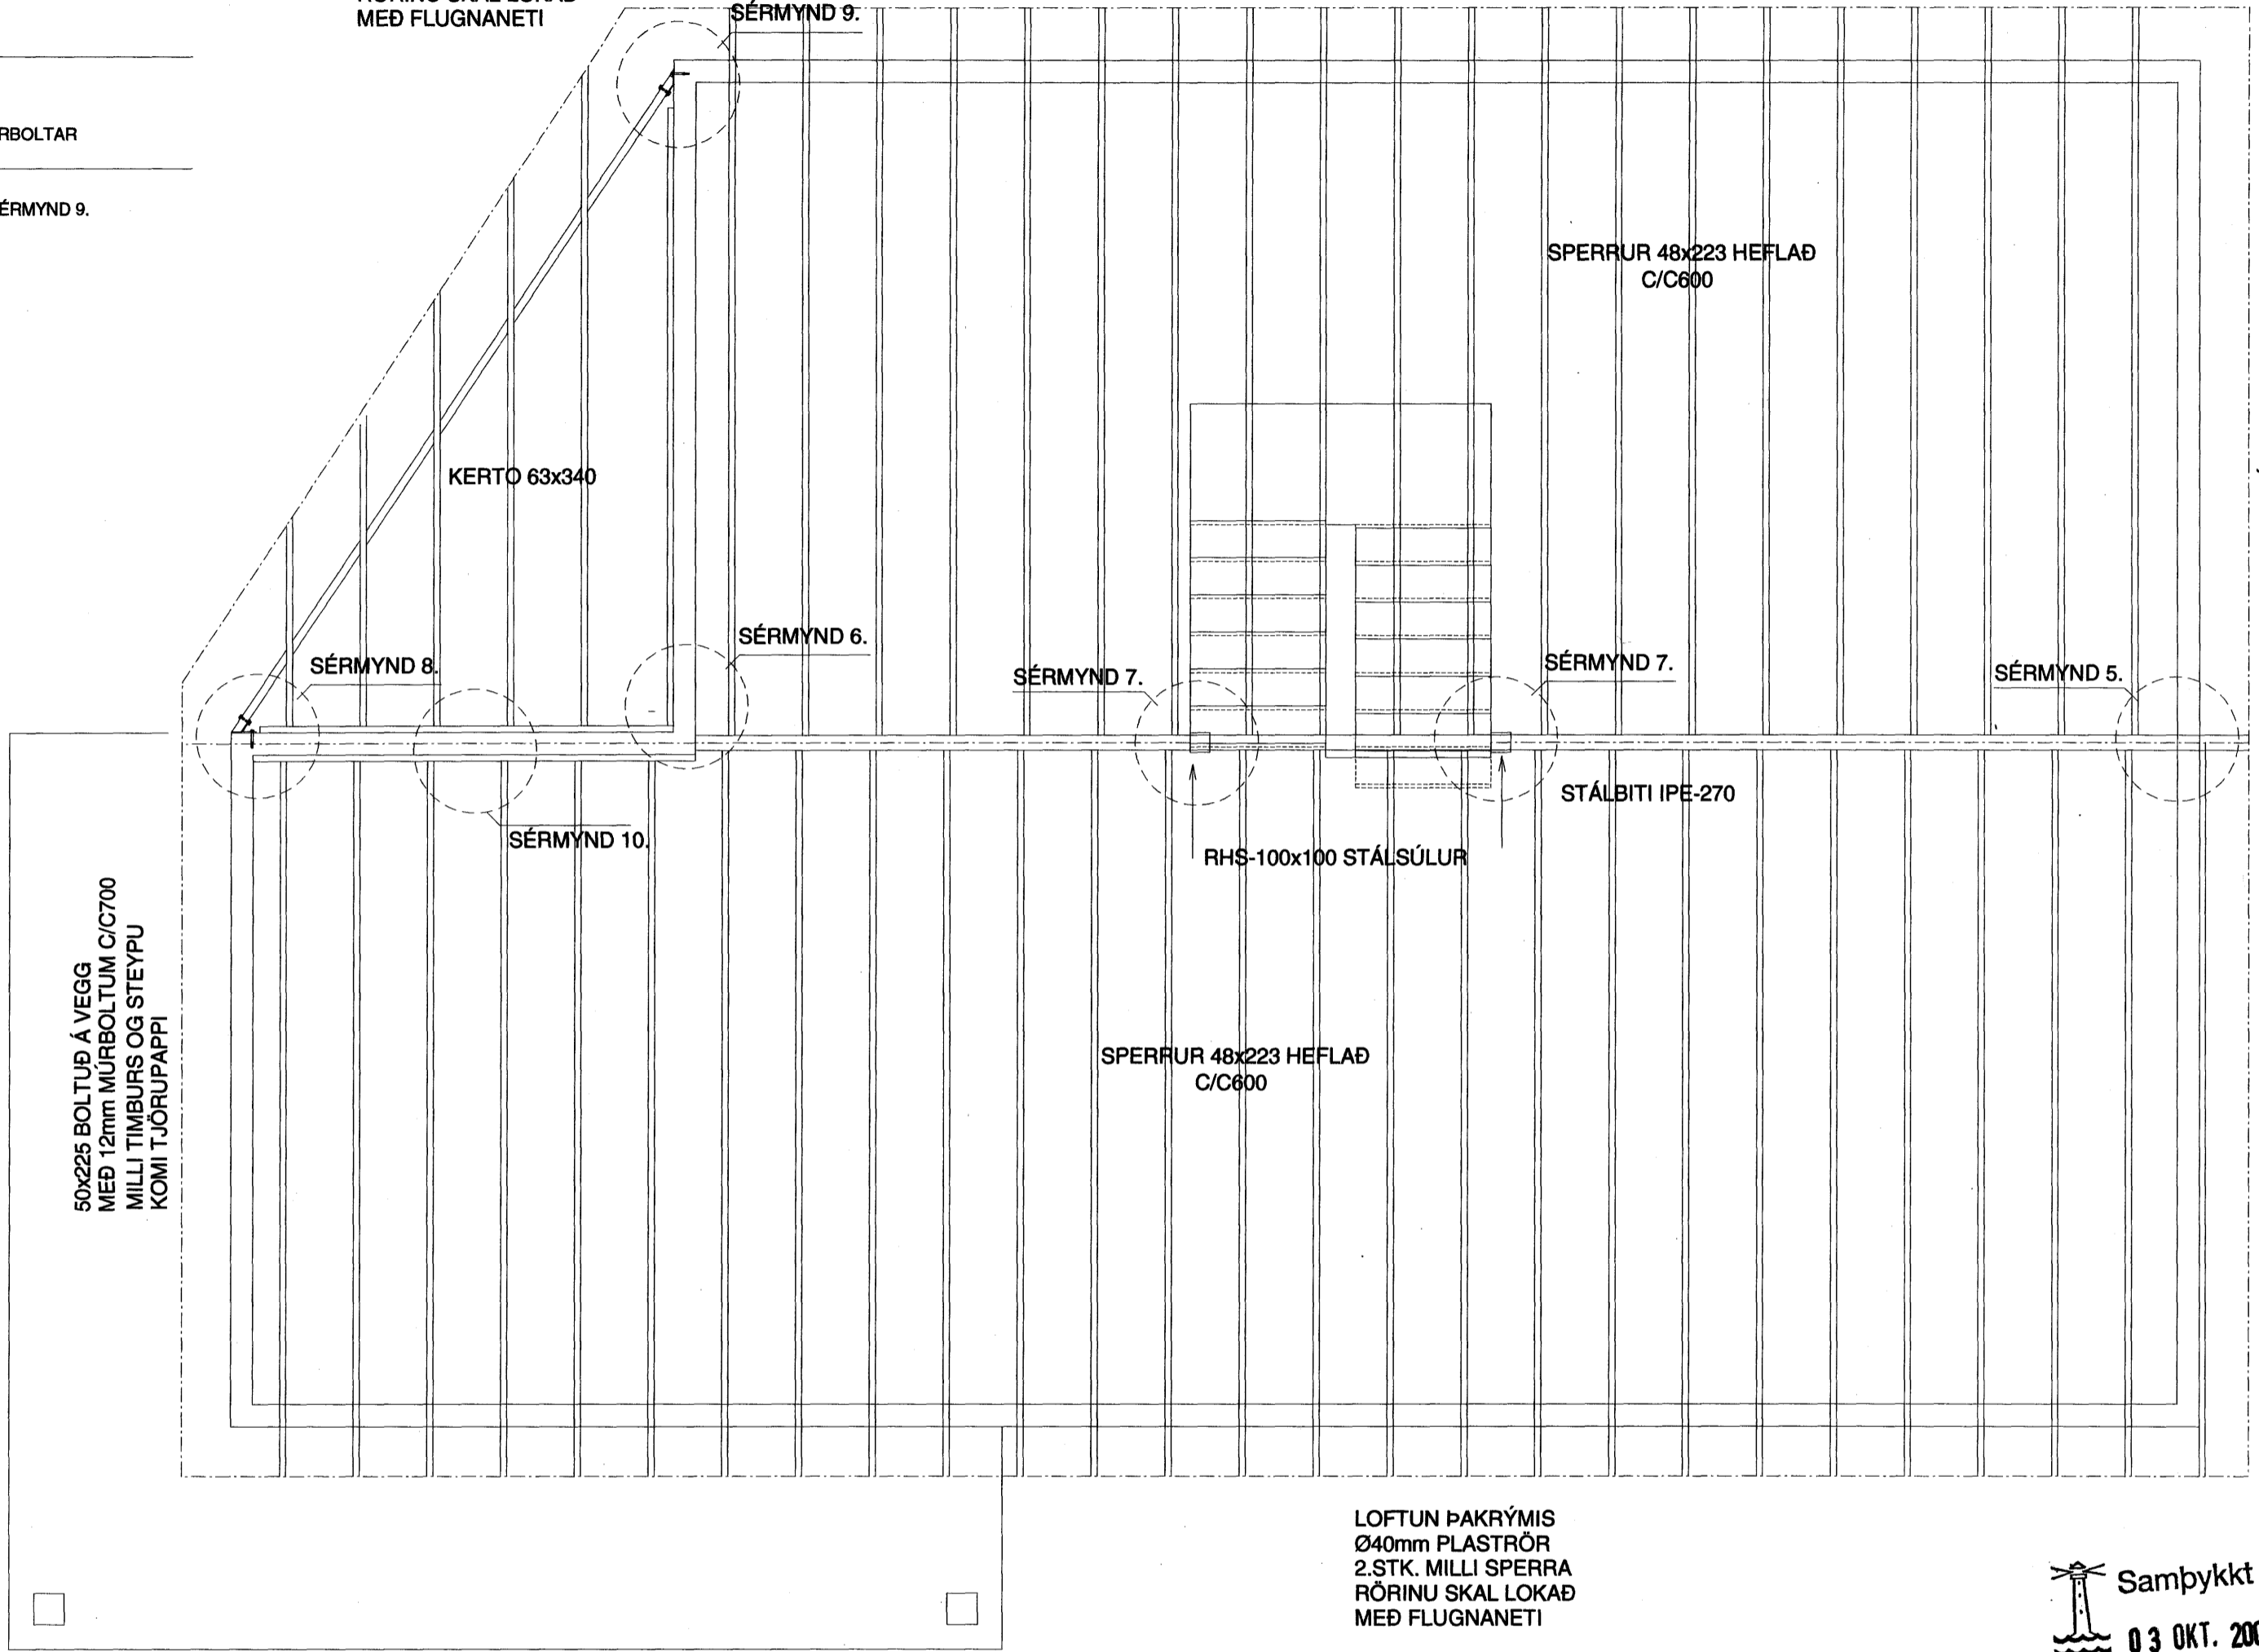 MEÐ FLUGNANETI
SÉRMYND 9.
RBOLTAR
ÉRMYND 9.
SPERRUR 48x223 HEFLAÐ
C/C600
KERTO 63x340
SÉRMYND 6.
SÉRMYND 8.
SÉRMYND 7.
SÉRMYND 7.
SÉRMYND 5.
STÁLBITI IPE-270
SÉRMYND 10.
RHS-100x100 STÁLSÚLUR
50x225 BOLTUÐ Á VEGG
MEÐ 12mm MÚRBOLTUM C/C700
MILLI TIMBURS OG STEYPU
KOMI TJÖRUPAPPI
SPERRUR 48x223 HEFLAÐ
C/C600
LOFTUN ÞAKRÝMIS
Ø40mm PLASTRÖR
2.STK. MILLI SPERRA
RÖRINU SKAL LOKAÐ
MEÐ FLUGNANETI
Samþykkt
03 OKT. 200